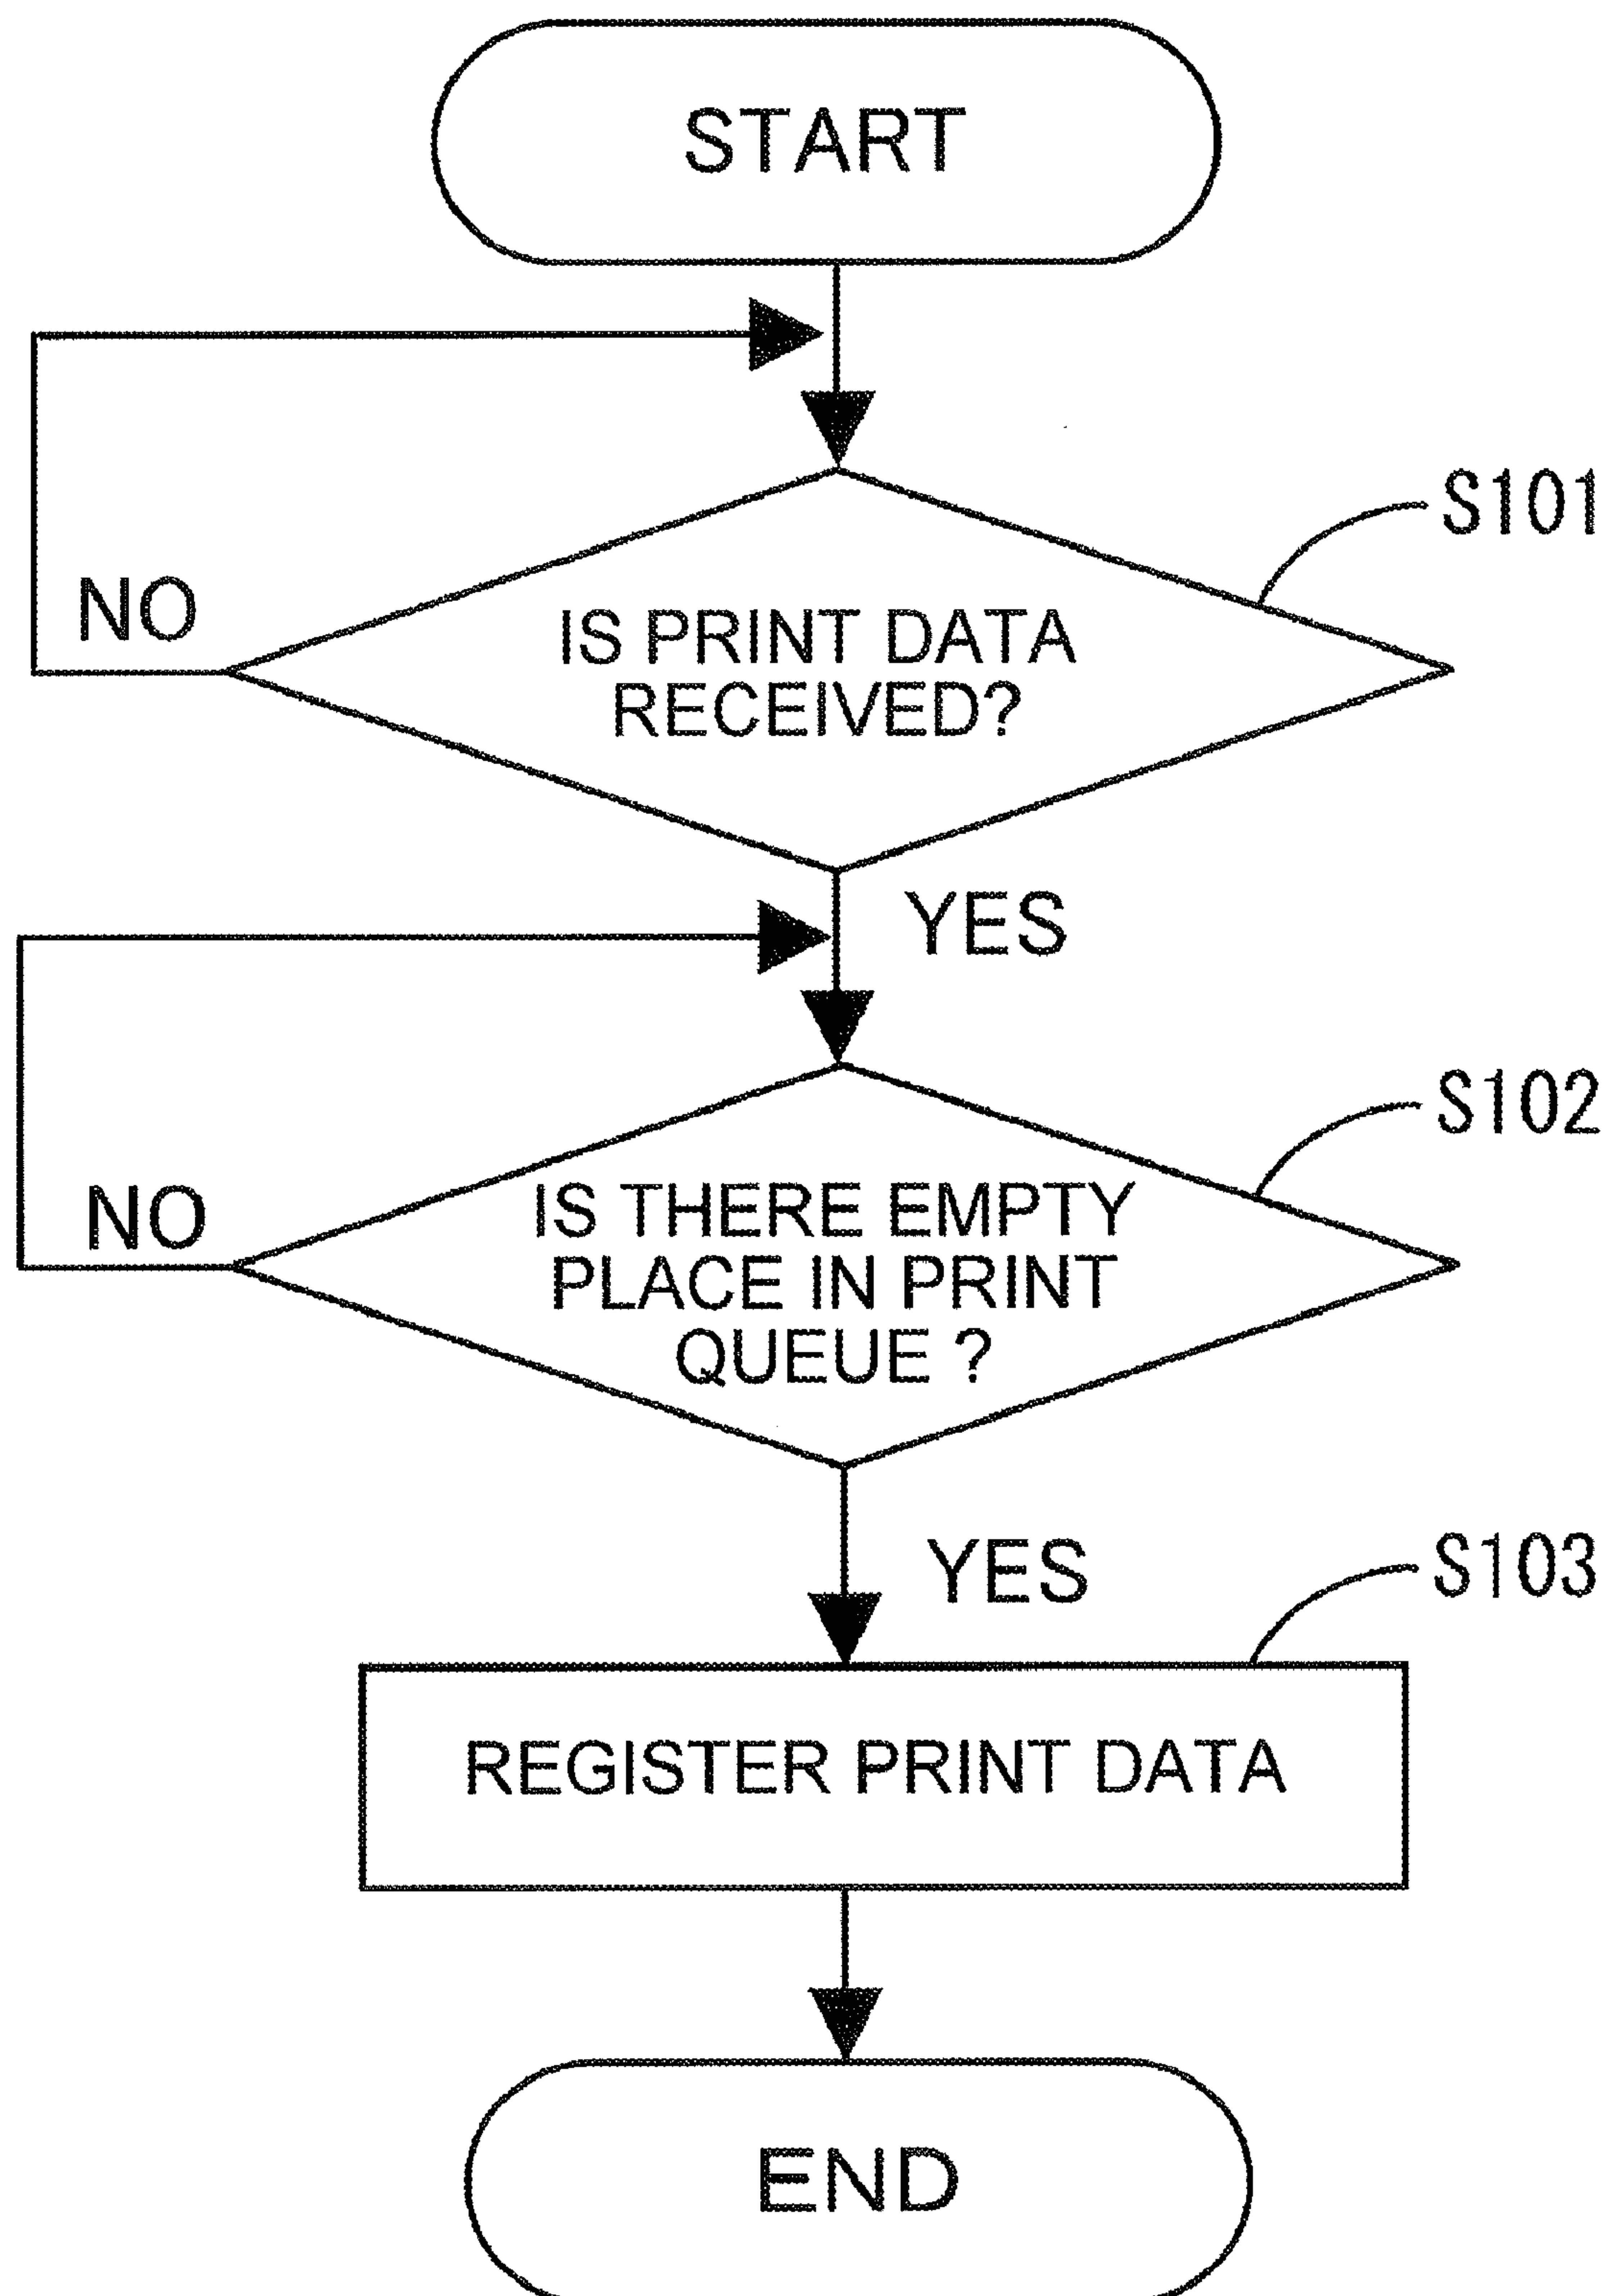 START
S101
NO
IS PRINT DATA
RECEIVED?
YES
S102
NO
IS THERE EMPTY
PLACE IN PRINT
QUEUE ?
YES
S103
REGISTER PRINT DATA
END